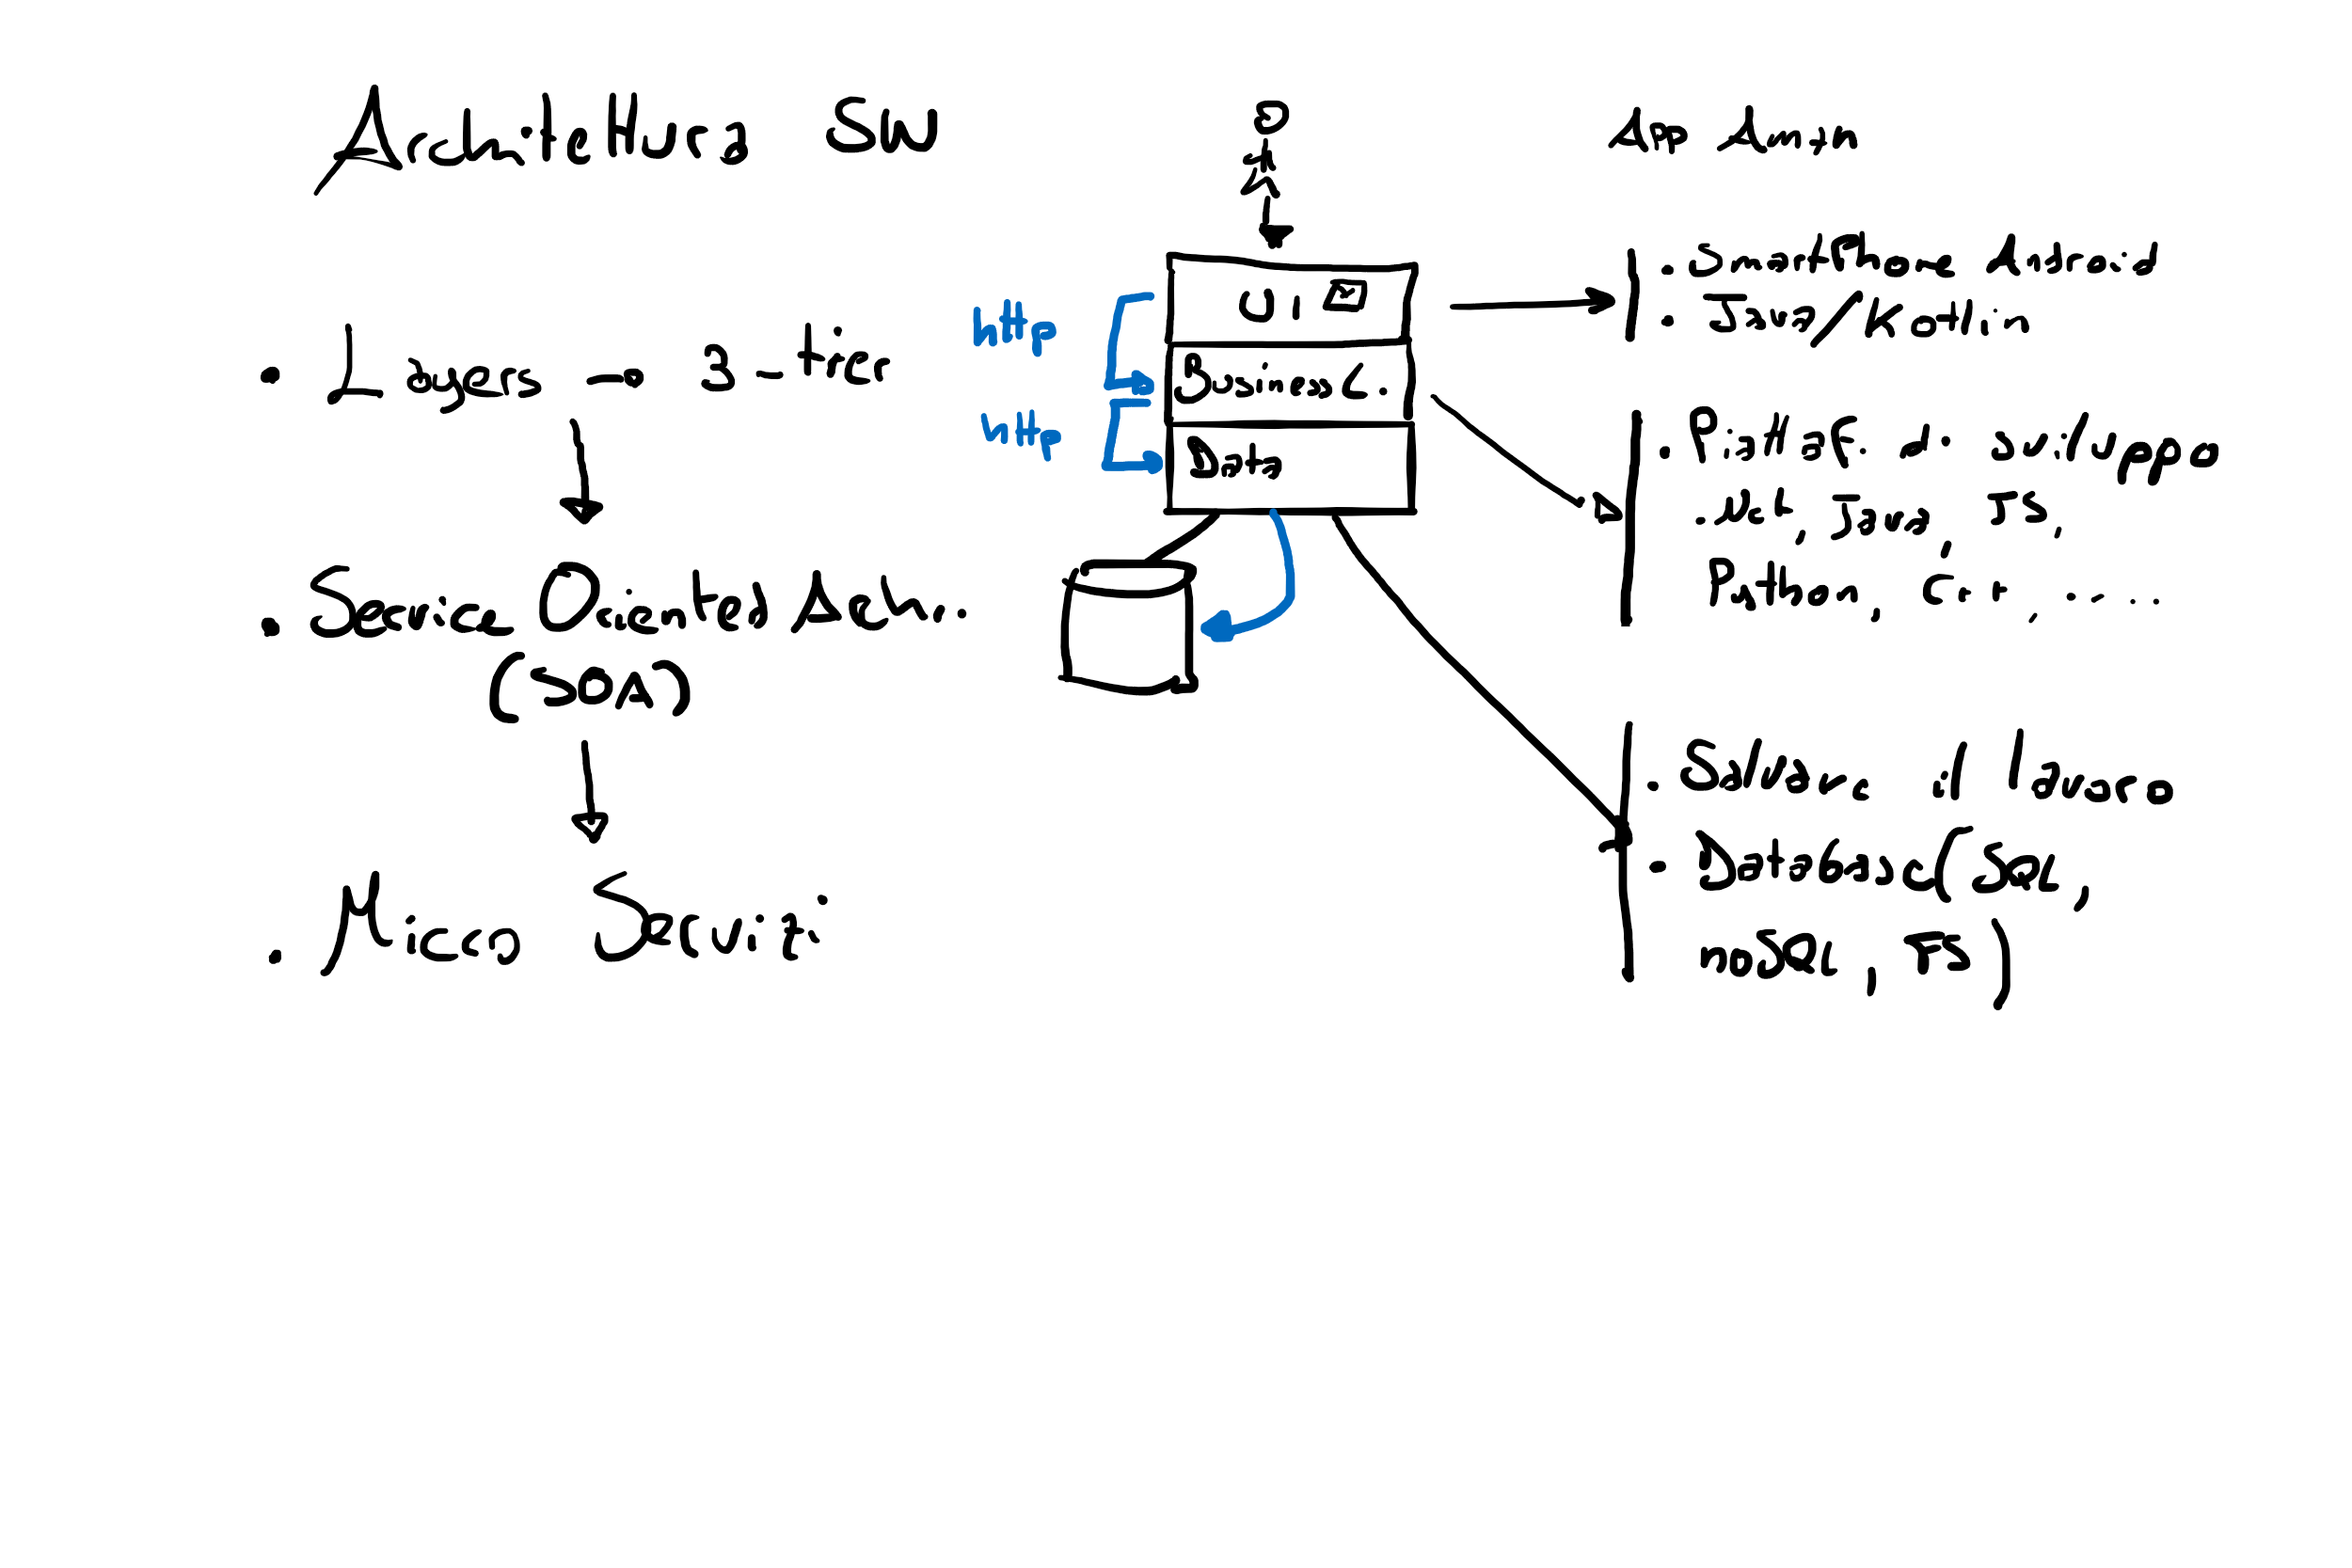 Architettura SW
. Layers → 3-tier
. Service Oriented Arch.
(SOA)
. Micro Servizi
http
http
UI
Business L.
Data
App
. SmartPhone Android
. Java/Kotlin
. Piattaf. di sviluppo
. Net, Java, JS,
Python, C++, .....
. Salvare il lavoro
. Database (SQL,
noSQL, FS)